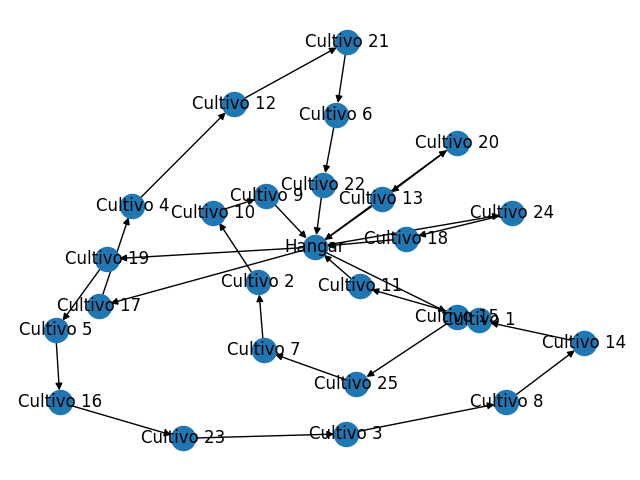 Cultivo 21
Cultivo 12
Cultivo 6
Cultivo 20
Cultivo 22
Cultivo 9
Cultivo 13
Cultivo 4
Cultivo 10
Cultivo 24
Cultivo 18
Hangar
Cultivo 19
Cultivo 2
Cultivo 11
Cultivo 17
Cultivo 15
Cultivo 1
Cultivo 5
Cultivo 14
Cultivo 7
Cultivo 25
Cultivo 16
Cultivo 8
Cultivo 3
Cultivo 23